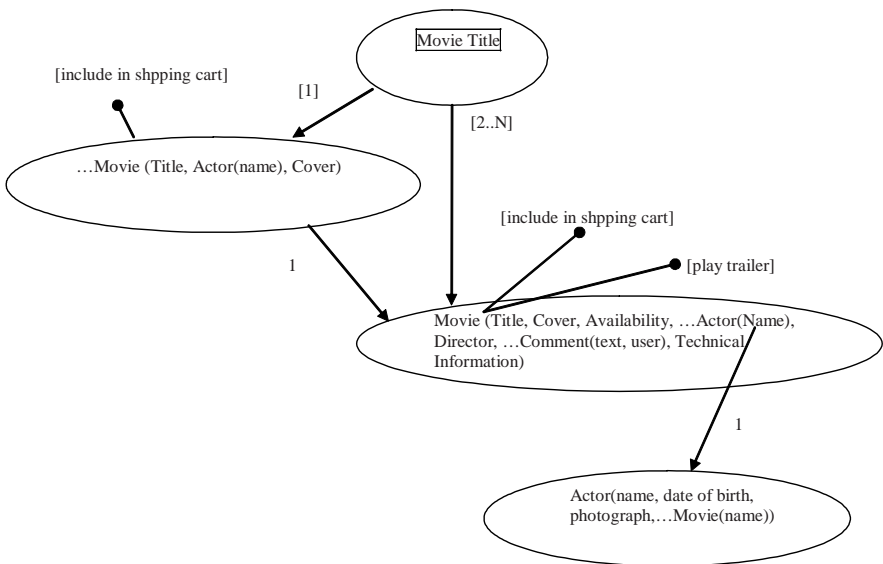 Movie Title
[include in shpping cart]
[1]
[2..N]
…Movie (Title, Actor(name), Cover)
[include in shpping cart]
1
[play trailer]
Movie (Title, Cover, Availability, …Actor(Name),
Director, …Comment(text, user), Technical
Information)
1
Actor(name, date of birth,
photograph,…Movie(name))